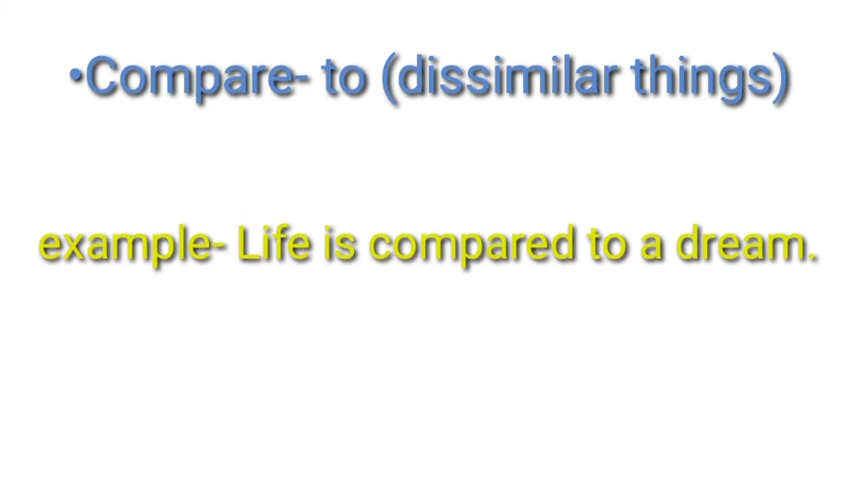 •Compare- to (dissimilar things)
example- Life is compared to a dream.